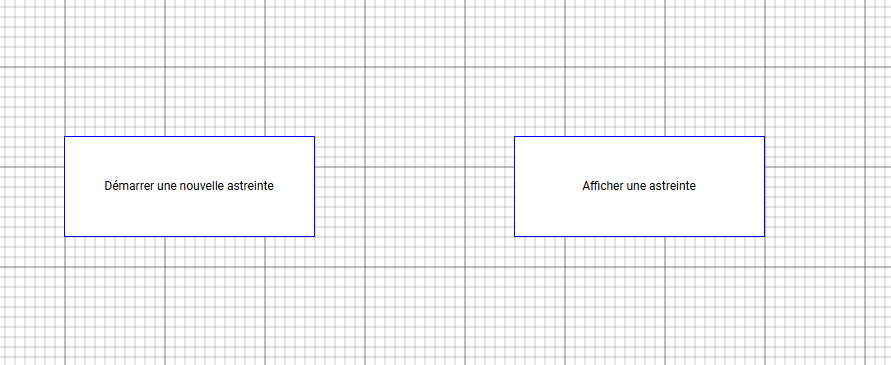 Démarrer une nouvelle astreinte
Afficher une astreinte